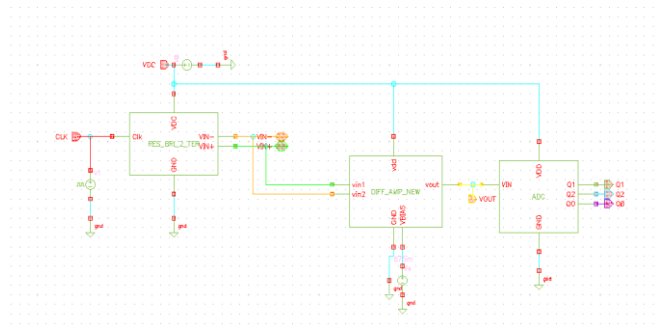 gnd
VDC
CLK
Clk
VDC
RES_BRI_2_TER
GND
VIN-
VIN+
VIN-
VIN+
gnd
gnd
vdd
vin1
vin2
DIFF_AMP_NEW
vout
GND
VBIAS
gnd
gnd
VOUT
VIN
VDD
ADC
GND
Q1
Q2
Q0
Q1
Q2
Q0
gnd